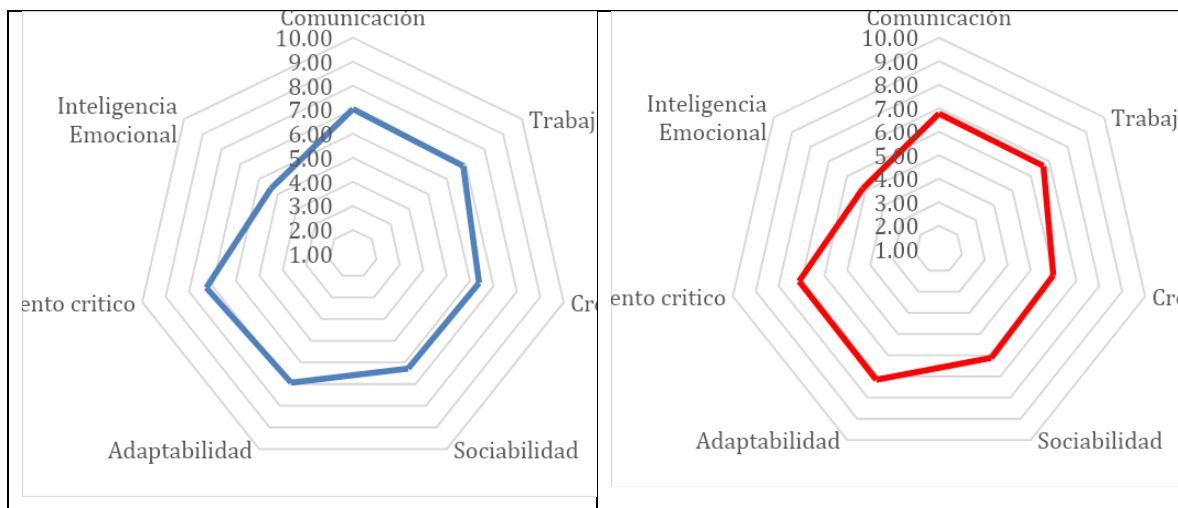 Comunicación
10.00
9.00
8.00
7.00
6.00
5.00
4.00
3.00
2.00
1.00
Inteligencia
Emocional
Trabaj
Cre
ento critico
Adaptabilidad
Sociabilidad
Comunicación
10.00
9.00
8.00
7.00
6.00
5.00
4.00
3.00
2.00
1.00
Inteligencia
Emocional
Trabaj
Cre
ento critico
Adaptabilidad
Sociabilidad